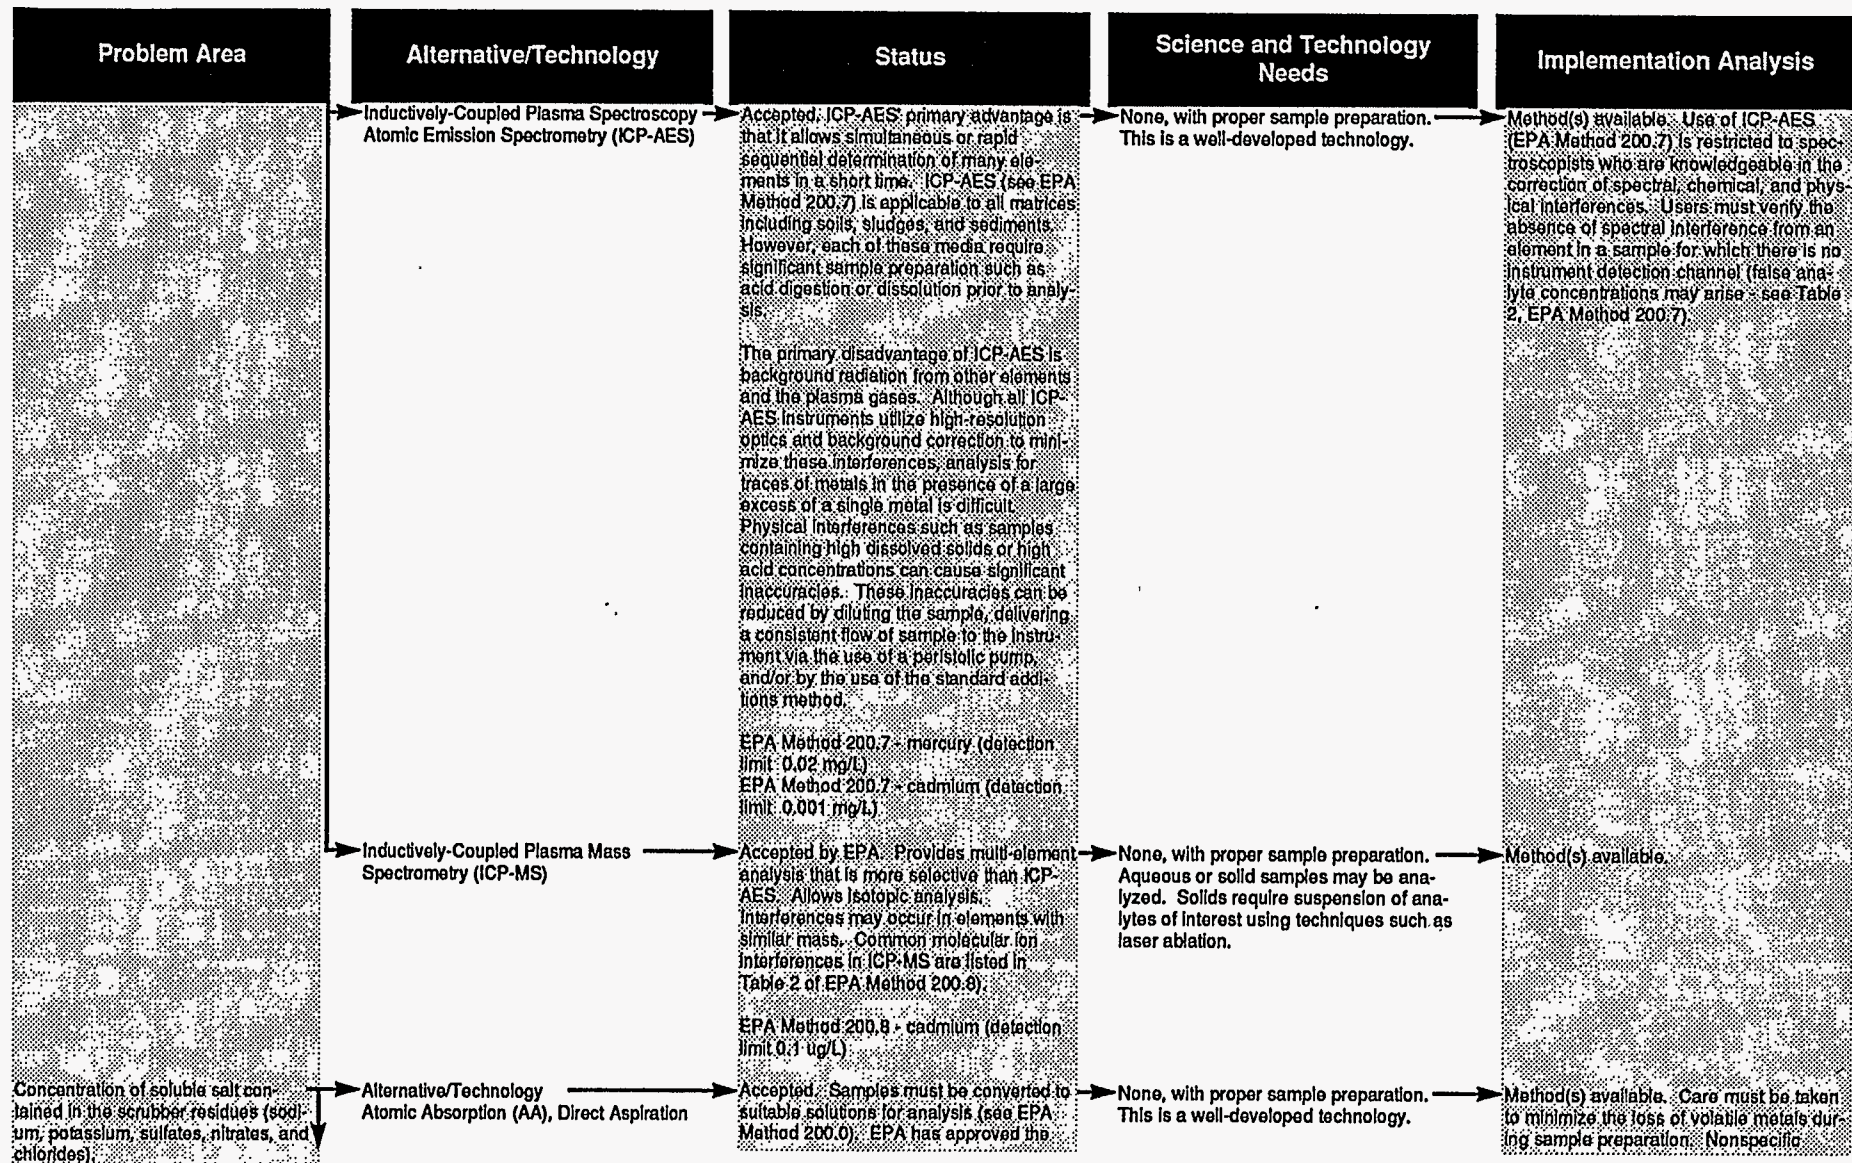 Problem Area
Alternative/Technology
Status
Science and Technology
Needs
Implementation Analysis
Inductively-Coupled Plasma Spectroscopy
Atomic Emission Spectrometry (ICP-AES)
Accepted. ICP-AES' primary advantage is
that it allows simultaneous or rapid
sequential determination of many ele-
ments in a short time. ICP-AES (see EPA
Method 200.7) is applicable to all matrices
including soils, sludges, and sediments.
However, each of these media require
significant sample preparation such as
acid digestion or dissolution prior to analy-
sis.
The primary disadvantage of ICP-AES is
background radiation from other elements
and the plasma gases. Although all ICP-
AES instruments utilize high-resolution
optics and background correction to mini-
mize these interferences, analysis for
traces of metals in the presence of a large
excess of a single metal is difficult.
Physical interferences such as samples
containing high dissolved solids or high
acid concentrations can cause significant
inaccuracies. These inaccuracies can be
reduced by diluting the sample, delivering
a consistent flow of sample to the instru-
ment via the use of a peristolic pump,
and/or by the use of the standard addi-
tions method.
EPA Method 200.7 - mercury (detection
limit 0.02 mg/L)
EPA Method 200.7 - cadmium (detection
limit 0.001 mg/L)
None, with proper sample preparation.
This is a well-developed technology.
Method(s) available. Use of ICP-AES
(EPA Method 200.7) is restricted to spec-
troscopists who are knowledgeable in the
correction of spectral, chemical, and phys-
ical interferences. Users must verify the
absence of spectral interference from an
element in a sample for which there is no
instrument detection channel (false ana-
lyte concentrations may arise - see Table
2, EPA Method 200.7).
Inductively-Coupled Plasma Mass
Spectrometry (ICP-MS)
Accepted by EPA. Provides multi-element
analysis that is more selective than ICP-
AES. Allows isotopic analysis.
Interferences may occur in elements with
similar mass. Common molecular ion
interferences in ICP-MS are listed in
Table 2 of EPA Method 200.8).
EPA Method 200.8 - cadmium (detection
limit 0.1 ug/L)
None, with proper sample preparation.
Aqueous or solid samples may be ana-
lyzed. Solids require suspension of ana-
lytes of interest using techniques such as
laser ablation.
Method(s) available.
Concentration of soluble salt con-
tained in the scrubber residues (sodi-
um, potassium, sulfates, nitrates, and
chlorides).
Alternative/Technology
Atomic Absorption (AA), Direct Aspiration
Accepted. Samples must be converted to
suitable solutions for analysis (see EPA
Method 200.0). EPA has approved the
None, with proper sample preparation.
This is a well-developed technology.
Method(s) available. Care must be taken
to minimize the loss of volable metals dur-
ing sample preparation. Nonspecific